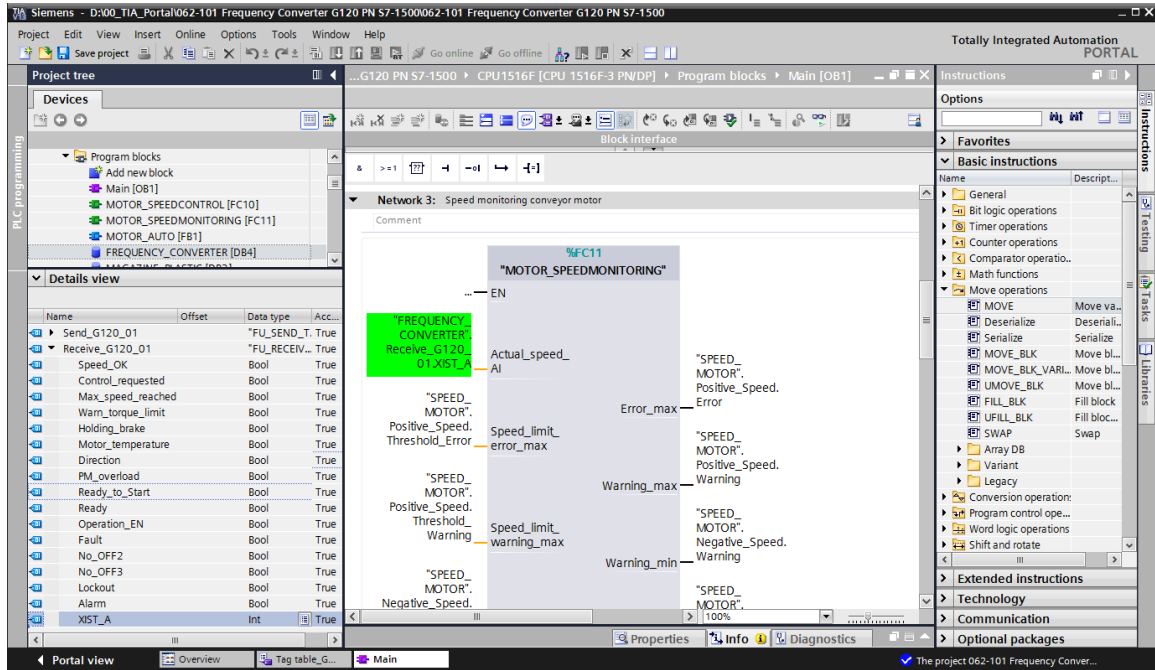 Siemens - D:\00_TIA_Portal\062-101 Frequency Converter G120 PN S7-1500\062-101 Frequency Converter G120 PN S7-1500
Project Edit View Insert Online Options Tools Window Help
Totally Integrated Automation
PORTAL
Save project
Go online
Go offline
Project tree
Devices
PLC programming
Program blocks
Add new block
Main [OB1]
MOTOR_SPEEDCONTROL [FC10]
MOTOR_SPEEDMONITORING [FC11]
MOTOR_AUTO [FB1]
FREQUENCY_CONVERTER [DB4]
Details view
Name Offset Data type Acc...
Send_G120_01 "FU_SEND_T. True
Receive_G120_01 "FU_RECEIV... True
Speed_OK Bool True
Control_requested Bool True
Max_speed_reached Bool True
Warn_torque_limit Bool True
Holding_brake Bool True
Motor_temperature Bool True
Direction Bool True
PM_overload Bool True
Ready_to_Start Bool True
Ready Bool True
Operation_EN Bool True
Fault Bool True
No_OFF2 Bool True
No_OFF3 Bool True
Lockout Bool True
Alarm Bool True
XIST_A Int True
...G120 PN S7-1500 CPU1516F [CPU 1516F-3 PN/DP] Program blocks Main [OB1]
Block interface
& >=1 ?? -o| -[=]
Network 3: Speed monitoring conveyor motor
Comment
%FC11
"MOTOR_SPEEDMONITORING"
... EN
"FREQUENCY_
CONVERTER".
Receive_G120_
01.XIST_A
Actual_speed_
AI
"SPEED_
MOTOR".
Positive_Speed.
Threshold_Error
Speed_limit_
error_max
"SPEED_
MOTOR".
Positive_Speed.
Threshold_
Warning
Speed_limit_
warning_max
"SPEED_
MOTOR".
Negative_Speed.
Error_max
"SPEED_
MOTOR".
Positive_Speed.
Error
Warning_max
"SPEED_
MOTOR".
Positive_Speed.
Warning
Warning_min
"SPEED_
MOTOR".
Negative_Speed.
Warning
"SPEED_
MOTOR".
100%
Properties Info Diagnostics
Instructions
Options
Favorites
Basic instructions
Name Descript...
General
Bit logic operations
Timer operations
Counter operations
Comparator operatio..
Math functions
Move operations
MOVE Move va..
Deserialize Deseriali..
Serialize Serialize
MOVE_BLK Move bl...
MOVE_BLK_VARI... Move bl...
UMOVE_BLK Move bl...
FILL_BLK Fill block
UFILL_BLK Fill bloc...
SWAP Swap
Array DB
Variant
Legacy
Conversion operation:
Program control ope...
Word logic operations
Shift and rotate
Extended instructions
Technology
Communication
Optional packages
Instructions
Testing
Tasks
Libraries
Portal view Overview Tag table_G... Main The project 062-101 Frequency Conver...